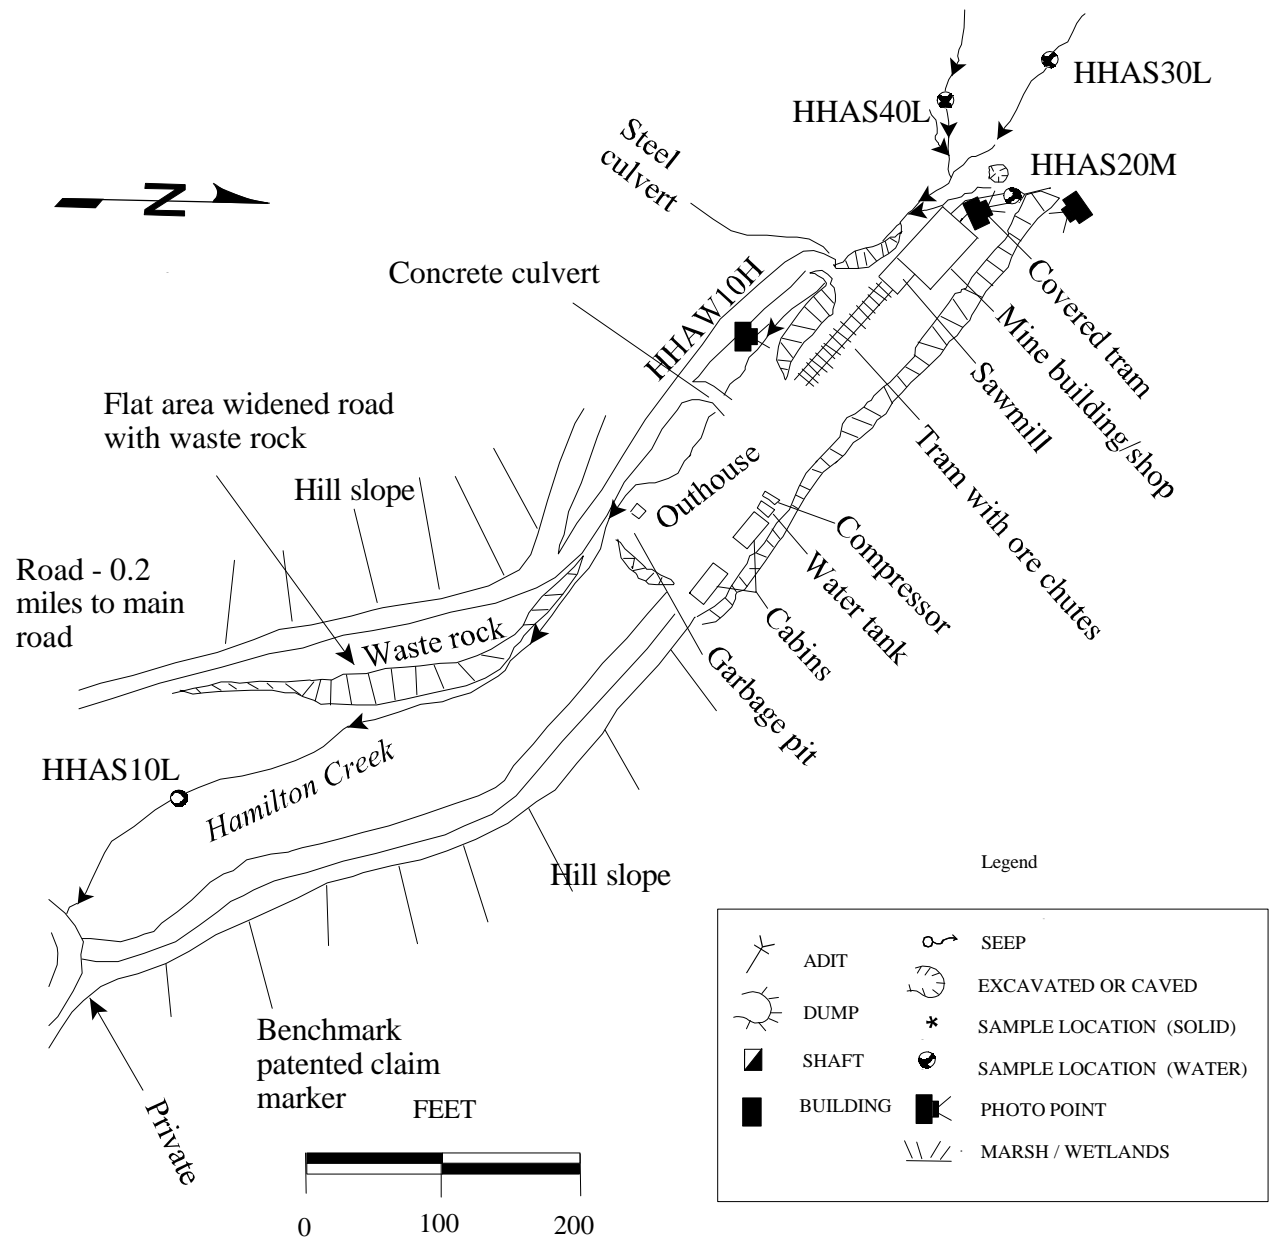 HHAS30L
HHAS40L
HHAS20M
Steel
culvert
N
Concrete culvert
HHAW10H
Covered tram
Mine building/shop
Sawmill
Tram with ore chutes
Flat area widened road
with waste rock
Hill slope
Outhouse
Compressor
Water tank
Cabins
Garbage pit
Road - 0.2
miles to main
road
Waste rock
HHAS10L
Hamilton Creek
Hill slope
Benchmark
patented claim
marker
Private
FEET
0 100 200
Legend
ADIT
DUMP
SHAFT
BUILDING
SEEP
EXCAVATED OR CAVED
SAMPLE LOCATION (SOLID)
SAMPLE LOCATION (WATER)
PHOTO POINT
MARSH / WETLANDS